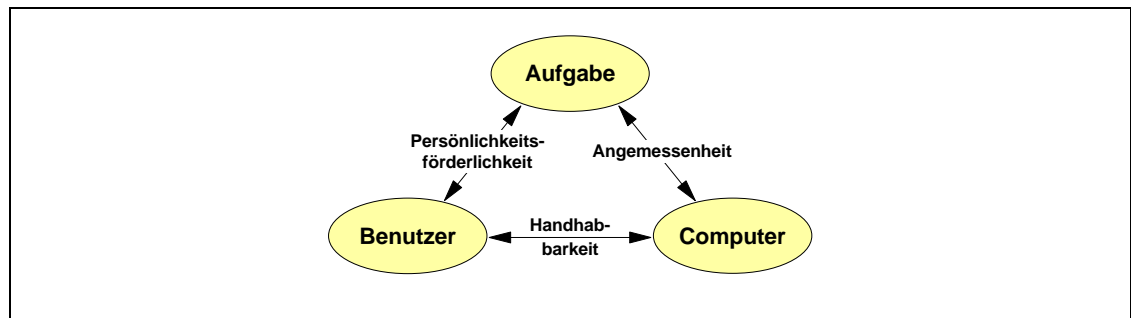 Aufgabe
Persönlichkeits-
förderlichkeit
Angemessenheit
Benutzer
Handhab-
barkeit
Computer